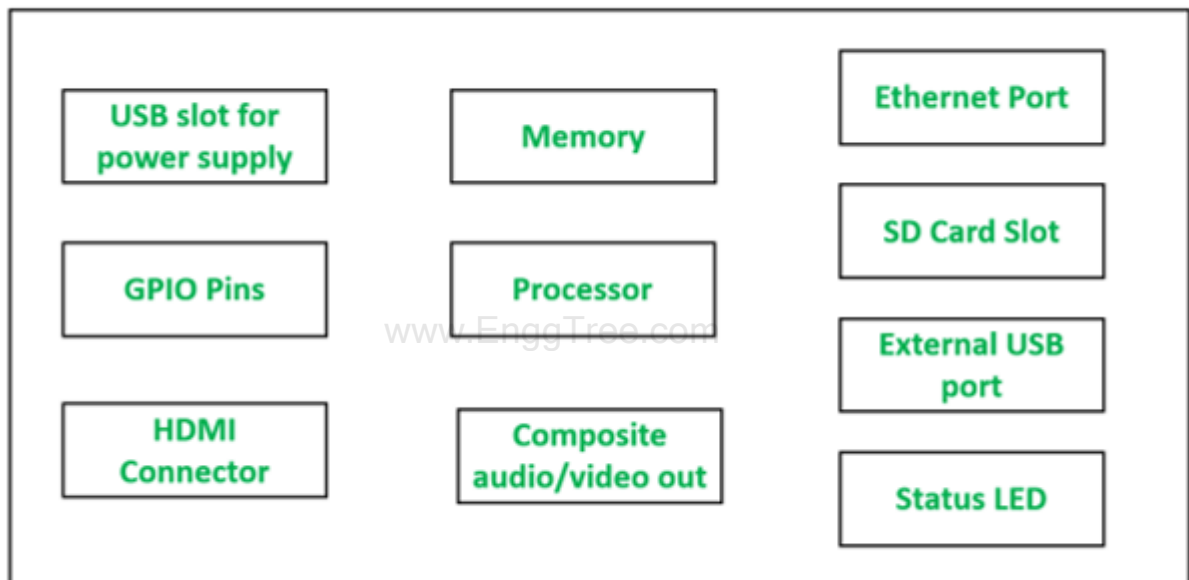 USB slot for
power supply
Memory
Ethernet Port
SD Card Slot
GPIO Pins
Processor
www.EnggTree.com
External USB
port
HDMI
Connector
Composite
audio/video out
Status LED